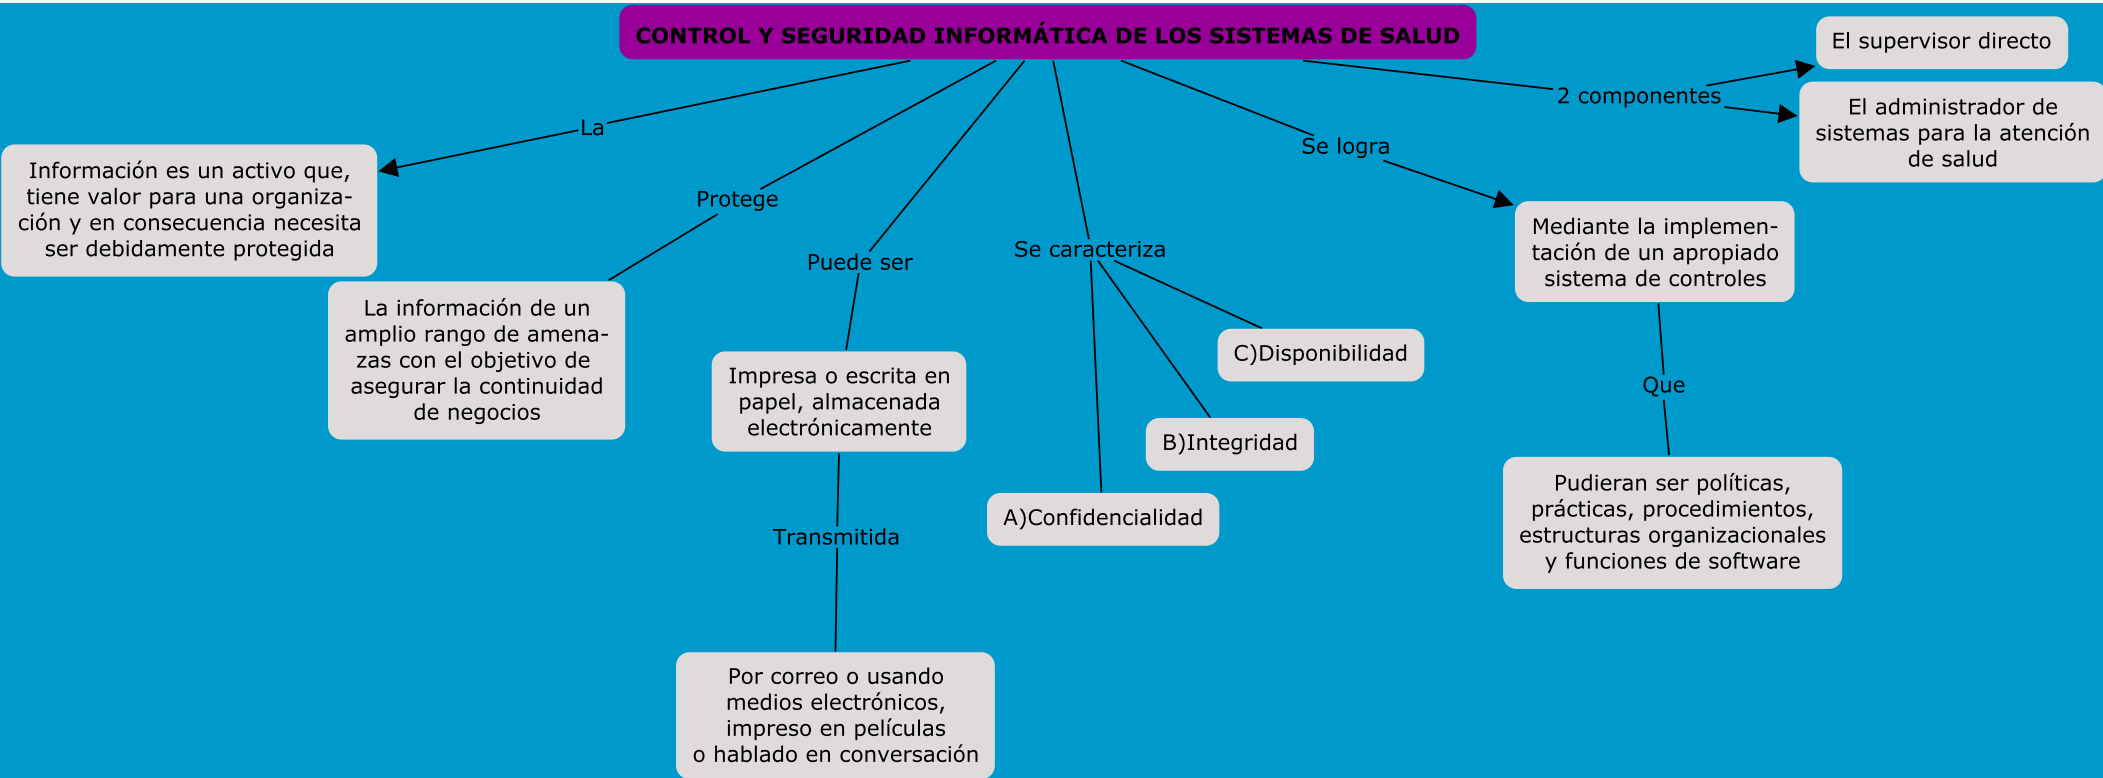 CONTROL Y SEGURIDAD INFORMÁTICA DE LOS SISTEMAS DE SALUD
La
Información es un activo que,
tiene valor para una organiza-
ción y en consecuencia necesita
ser debidamente protegida
Protege
La información de un
amplio rango de amena-
zas con el objetivo de
asegurar la continuidad
de negocios
Puede ser
Impresa o escrita en
papel, almacenada
electrónicamente
Transmitida
Por correo o usando
medios electrónicos,
impreso en películas
o hablado en conversación
Se caracteriza
A)Confidencialidad
B)Integridad
C)Disponibilidad
Se logra
Mediante la implemen-
tación de un apropiado
sistema de controles
Que
Pudieran ser políticas,
prácticas, procedimientos,
estructuras organizacionales
y funciones de software
2 componentes
El supervisor directo
El administrador de
sistemas para la atención
de salud